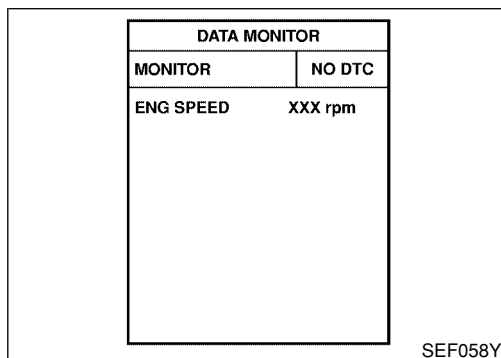 DATA MONITOR
MONITOR NO DTC
ENG SPEED XXX rpm
SEF058Y